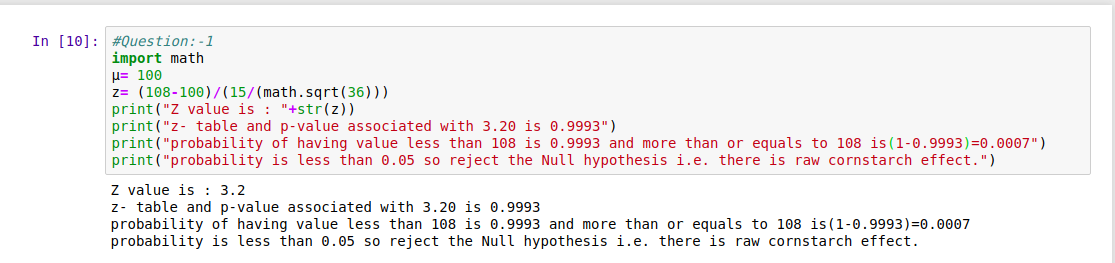 In [10]: #Question:-1
import math
μ= 100
z= (108-100)/(15/(math.sqrt(36)))
print("Z value is : "+str(z))
print("z- table and p-value associated with 3.20 is 0.9993")
print("probability of having value less than 108 is 0.9993 and more than or equals to 108 is(1-0.9993)=0.0007")
print("probability is less than 0.05 so reject the Null hypothesis i.e. there is raw cornstarch effect.")
Z value is : 3.2
z- table and p-value associated with 3.20 is 0.9993
probability of having value less than 108 is 0.9993 and more than or equals to 108 is(1-0.9993)=0.0007
probability is less than 0.05 so reject the Null hypothesis i.e. there is raw cornstarch effect.